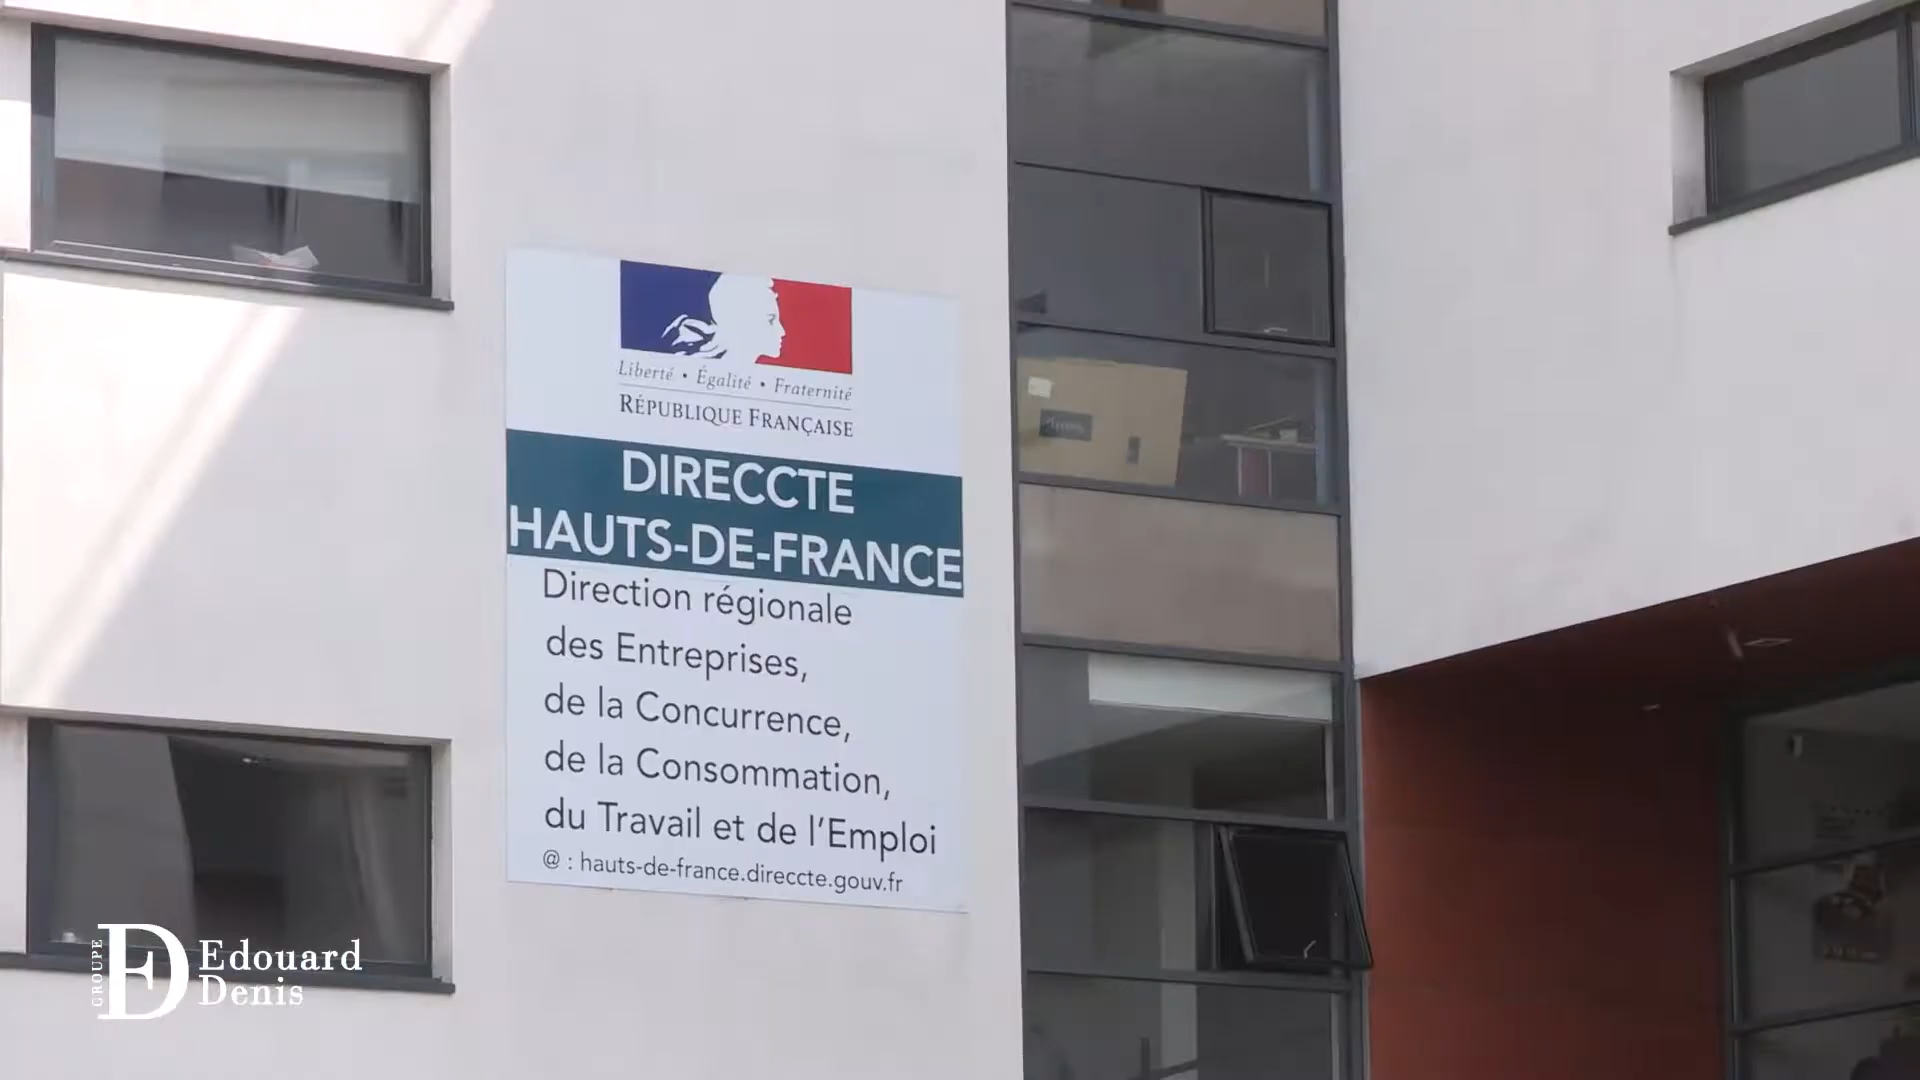 Liberté • Égalité • Fraternité
RÉPUBLIQUE FRANÇAISE
DIRECCTE
HAUTS-DE-FRANCE
Direction régionale
des Entreprises,
de la Concurrence,
de la Consommation,
du Travail et de l'Emploi
@ : hauts-de-france.direccte.gouv.fr
GROUPE
ED
Edouard
Denis